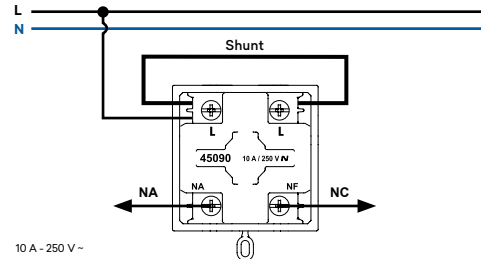 L
N
Shunt
L L
45090 10 A / 250 V ~
NA NF
NA NC
10 A - 250 V ~